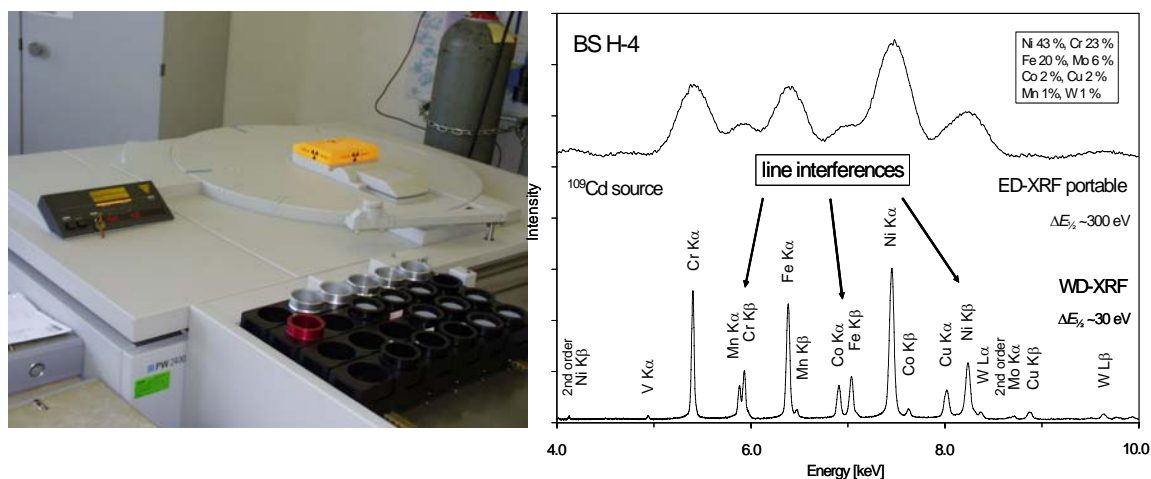 PW 2400
BS H-4
Ni 43 %, Cr 23 %
Fe 20 %, Mo 6 %
Co 2 %, Cu 2 %
Mn 1%, W 1 %
line interferences
¹⁰⁹Cd source
ED-XRF portable
ΔE½ ~300 eV
WD-XRF
ΔE½ ~30 eV
Intensity
2nd order
Ni Kβ
V Kα
Cr Kα
Mn Kα
Cr Kβ
Fe Kα
Mn Kβ
Co Kα
Fe Kβ
Ni Kα
Co Kβ
Cu Kα
Ni Kβ
W Lα
2nd order
Mo Kα
Cu Kβ
W Lβ
4.0 6.0 8.0 10.0
Energy [keV]